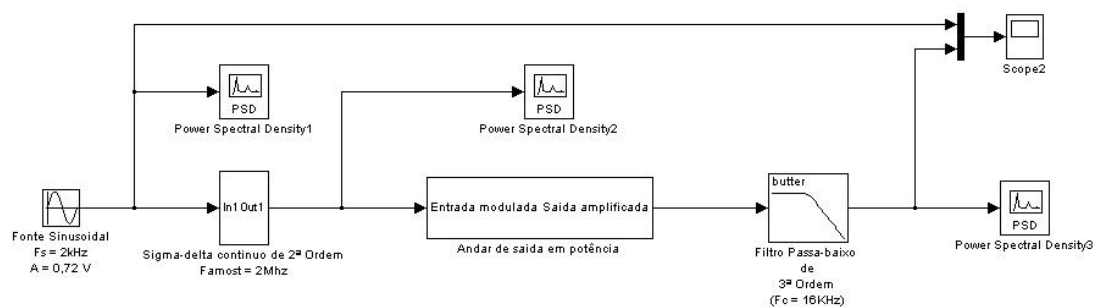 Scope2
PSD
Power Spectral Density1
PSD
Power Spectral Density2
Fonte Sinusoidal
Fs = 2kHz
A = 0,72 V
In1 Out1
Sigma-delta continuo de 2ª Ordem
Famost = 2Mhz
Entrada modulada Saida amplificada
Andar de saida em potência
butter
Filtro Passa-baixo
de
3ª Ordem
(Fc = 16KHz)
PSD
Power Spectral Density3